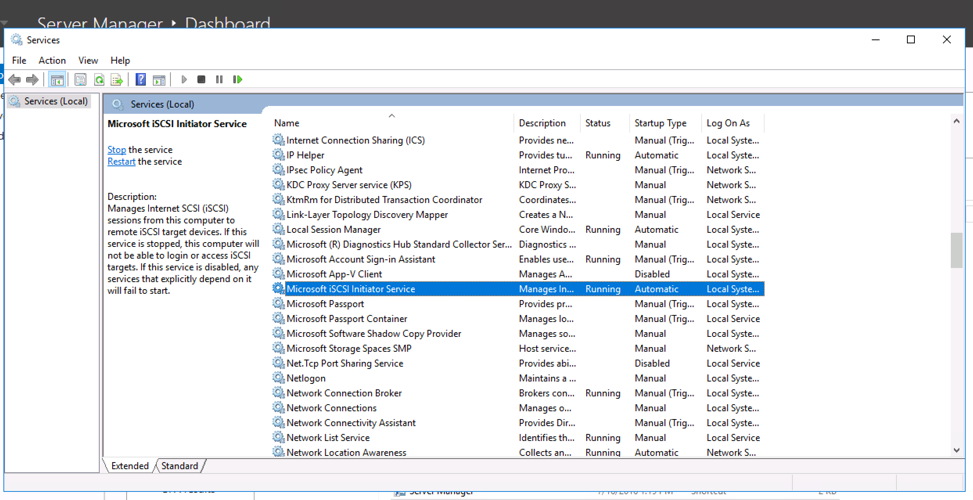 Server Manager ‣ Dashboard
Services
File Action View Help
Services (Local)
Services (Local)
Microsoft iSCSI Initiator Service
Stop the service
Restart the service
Description:
Manages Internet SCSI (iSCSI)
sessions from this computer to
remote iSCSI target devices. If this
service is stopped, this computer will
not be able to login or access iSCSI
targets. If this service is disabled, any
services that explicitly depend on it
will fail to start.
Name Description Status Startup Type Log On As
Internet Connection Sharing (ICS) Provides ne... Manual (Trig... Local Syste...
IP Helper Provides tu... Running Automatic Local Syste...
IPsec Policy Agent Internet Pro... Manual (Trig... Network S...
KDC Proxy Server service (KPS) KDC Proxy S... Manual Network S...
KtmRm for Distributed Transaction Coordinator Coordinates... Manual (Trig... Network S...
Link-Layer Topology Discovery Mapper Creates a N... Manual Local Service
Local Session Manager Core Windo... Running Automatic Local Syste...
Microsoft (R) Diagnostics Hub Standard Collector Ser... Diagnostics ... Manual Local Syste...
Microsoft Account Sign-in Assistant Enables use... Running Manual (Trig... Local Syste...
Microsoft App-V Client Manages A... Disabled Local Syste...
Microsoft iSCSI Initiator Service Manages In... Running Automatic Local Syste...
Microsoft Passport Provides pr... Manual (Trig... Local Syste...
Microsoft Passport Container Manages lo... Manual (Trig... Local Service
Microsoft Software Shadow Copy Provider Manages so... Manual Local Syste...
Microsoft Storage Spaces SMP Host service... Manual Network S...
Net.Tcp Port Sharing Service Provides abi... Disabled Local Service
Netlogon Maintains a ... Manual Local Syste...
Network Connection Broker Brokers con... Running Manual (Trig... Local Syste...
Network Connections Manages o... Manual Local Syste...
Network Connectivity Assistant Provides Dir... Manual (Trig... Local Syste...
Network List Service Identifies th... Running Manual Local Service
Network Location Awareness Collects an... Running Automatic Network S...
Extended Standard
Server Manager